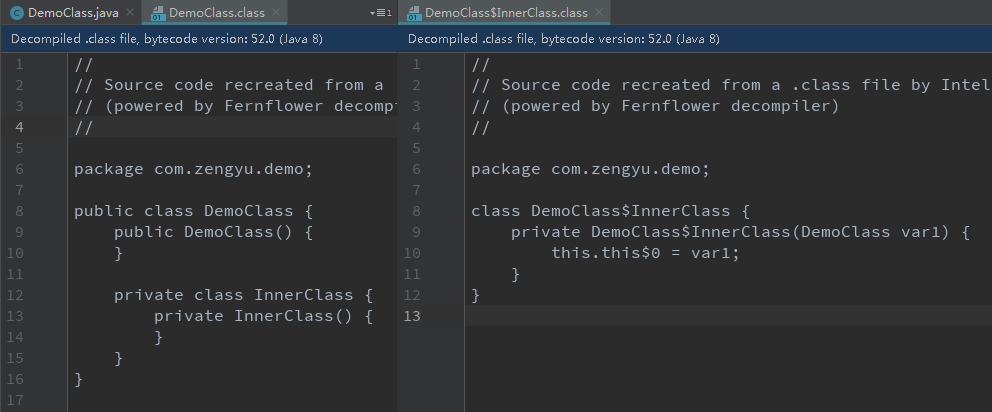 DemoClass.java
DemoClass.class
1
Decompiled .class file, bytecode version: 52.0 (Java 8)
1 //
2 // Source code recreated from a
3 // (powered by Fernflower decomp
4 //
5
6 package com.zengyu.demo;
7
8 public class DemoClass {
9 public DemoClass() {
10 }
11
12 private class InnerClass {
13 private InnerClass() {
14 }
15 }
16 }
17
DemoClass$InnerClass.class
Decompiled .class file, bytecode version: 52.0 (Java 8)
1 //
2 // Source code recreated from a .class file by Intel
3 // (powered by Fernflower decompiler)
4 //
5
6 package com.zengyu.demo;
7
8 class DemoClass$InnerClass {
9 private DemoClass$InnerClass(DemoClass var1) {
10 this.this$0 = var1;
11 }
12 }
13